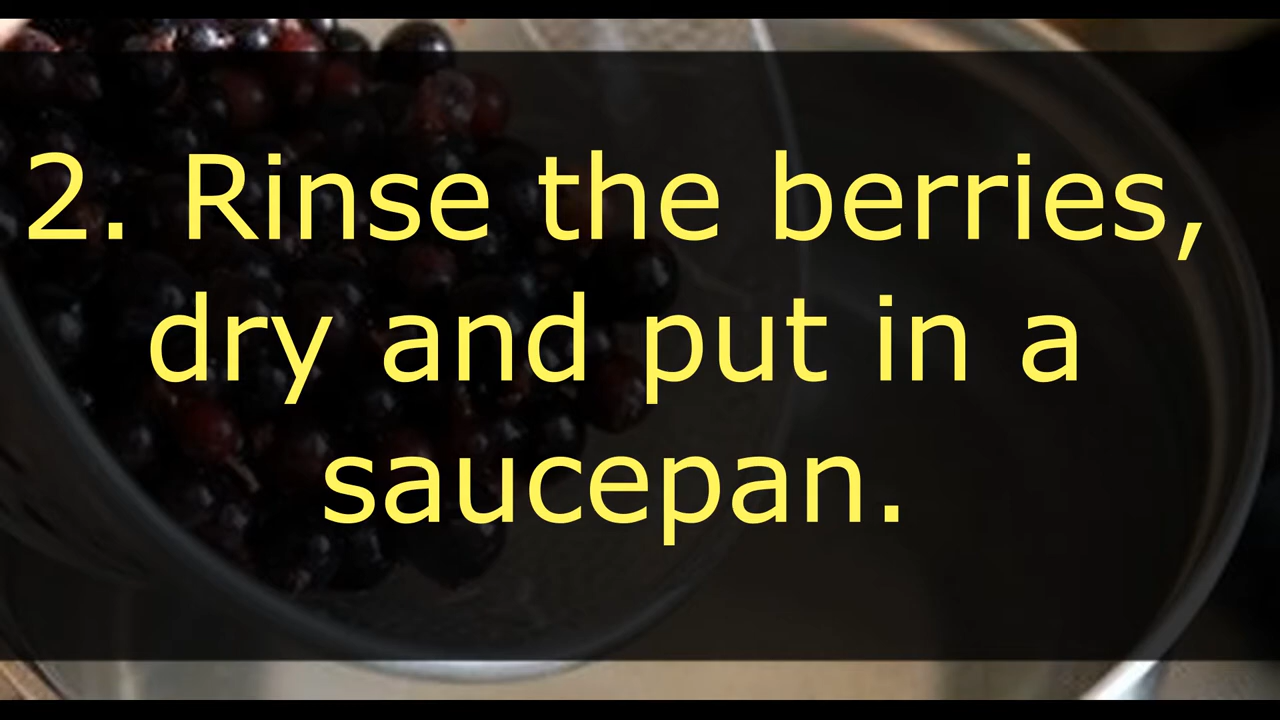 2. Rinse the berries,
dry and put in a
saucepan.